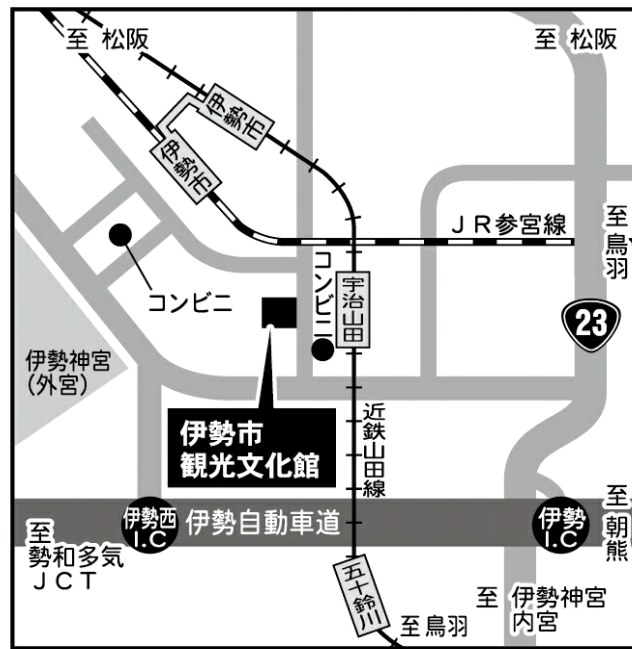 至 松阪
至 松阪
伊勢市
伊勢市
JR参宮線
至 鳥羽
コンビニ
コンビニ
宇治山田
23
伊勢神宮
(外宮)
伊勢市
観光文化館
近鉄山田線
伊勢西
I.C
伊勢自動車道
伊勢
I.C
至 朝熊
至
勢和多気
JCT
五十鈴川
至 鳥羽
至 伊勢神宮
内宮